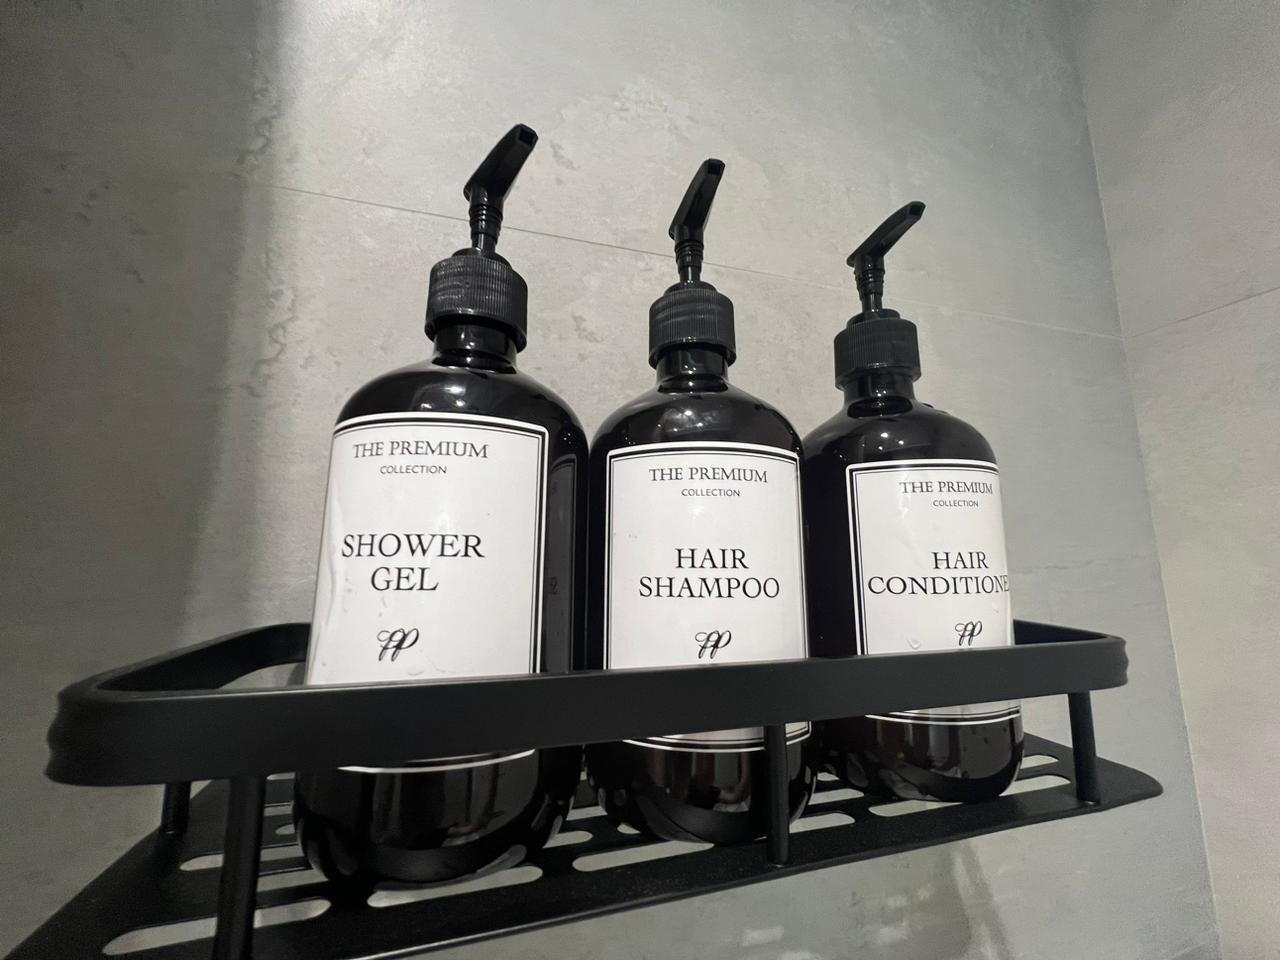 THE PREMIUM
COLLECTION
SHOWER
GEL
THE PREMIUM
COLLECTION
HAIR
SHAMPOO
THE PREMIUM
COLLECTION
HAIR
CONDITIONE